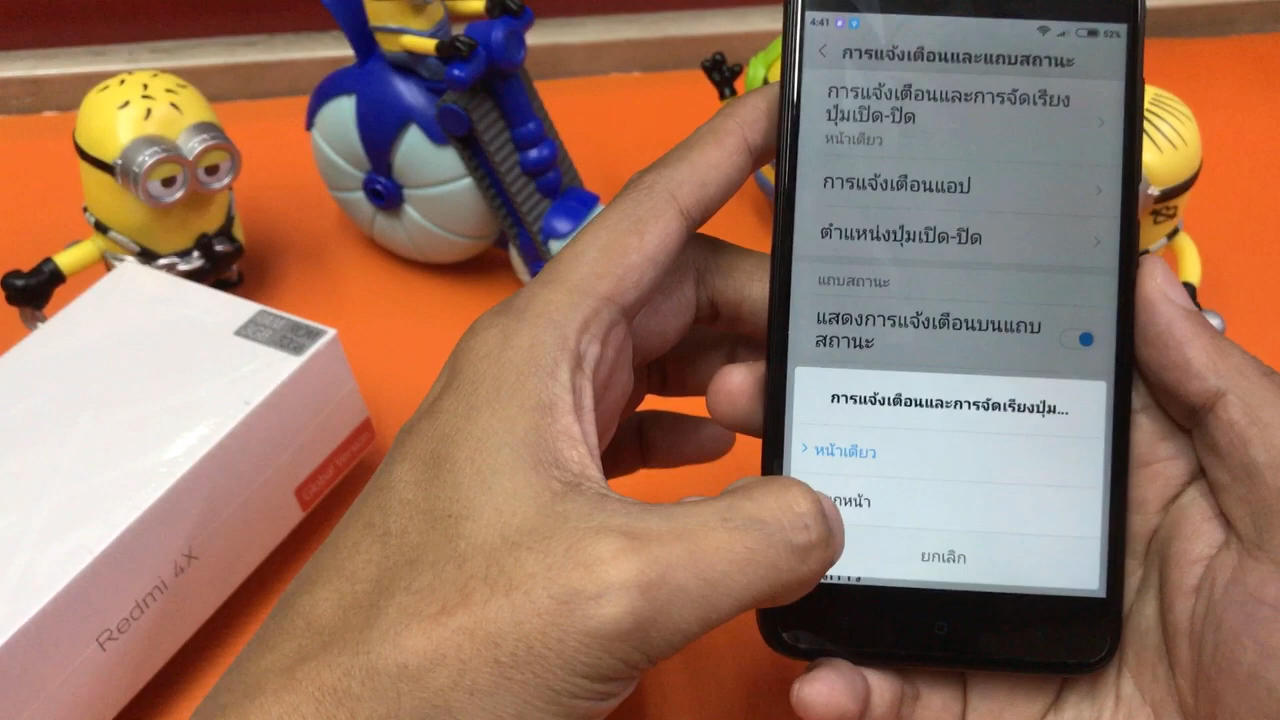 4:41
52%
การแจ้งเตือนและแถบสถานะ
การแจ้งเตือนและการจัดเรียง
ปุ่มเปิด-ปิด
หน้าเดียว
การแจ้งเตือนแอป
ตำแหน่งปุ่มเปิด-ปิด
แถบสถานะ
แสดงการแจ้งเตือนบนแถบ
สถานะ
การแจ้งเตือนและการจัดเรียงปุ่ม...
หน้าเดียว
ยกเลิก
Global Version
Redmi 4X